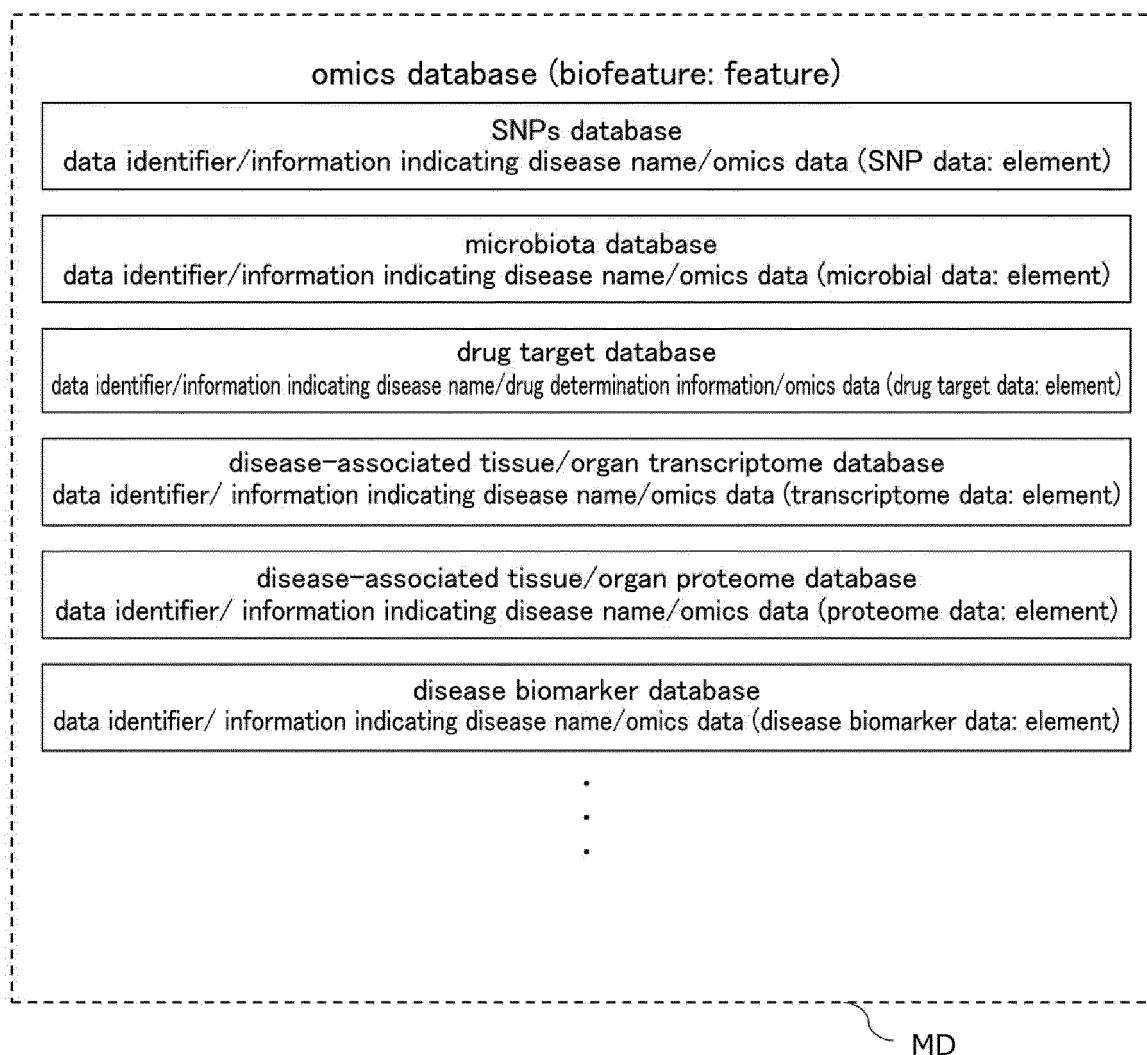 omics database (biofeature: feature)
SNPs database
data identifier/information indicating disease name/omics data (SNP data: element)
microbiota database
data identifier/information indicating disease name/omics data (microbial data: element)
drug target database
data identifier/information indicating disease name/drug determination information/omics data (drug target data: element)
disease-associated tissue/organ transcriptome database
data identifier/ information indicating disease name/omics data (transcriptome data: element)
disease-associated tissue/organ proteome database
data identifier/ information indicating disease name/omics data (proteome data: element)
disease biomarker database
data identifier/ information indicating disease name/omics data (disease biomarker data: element)
MD